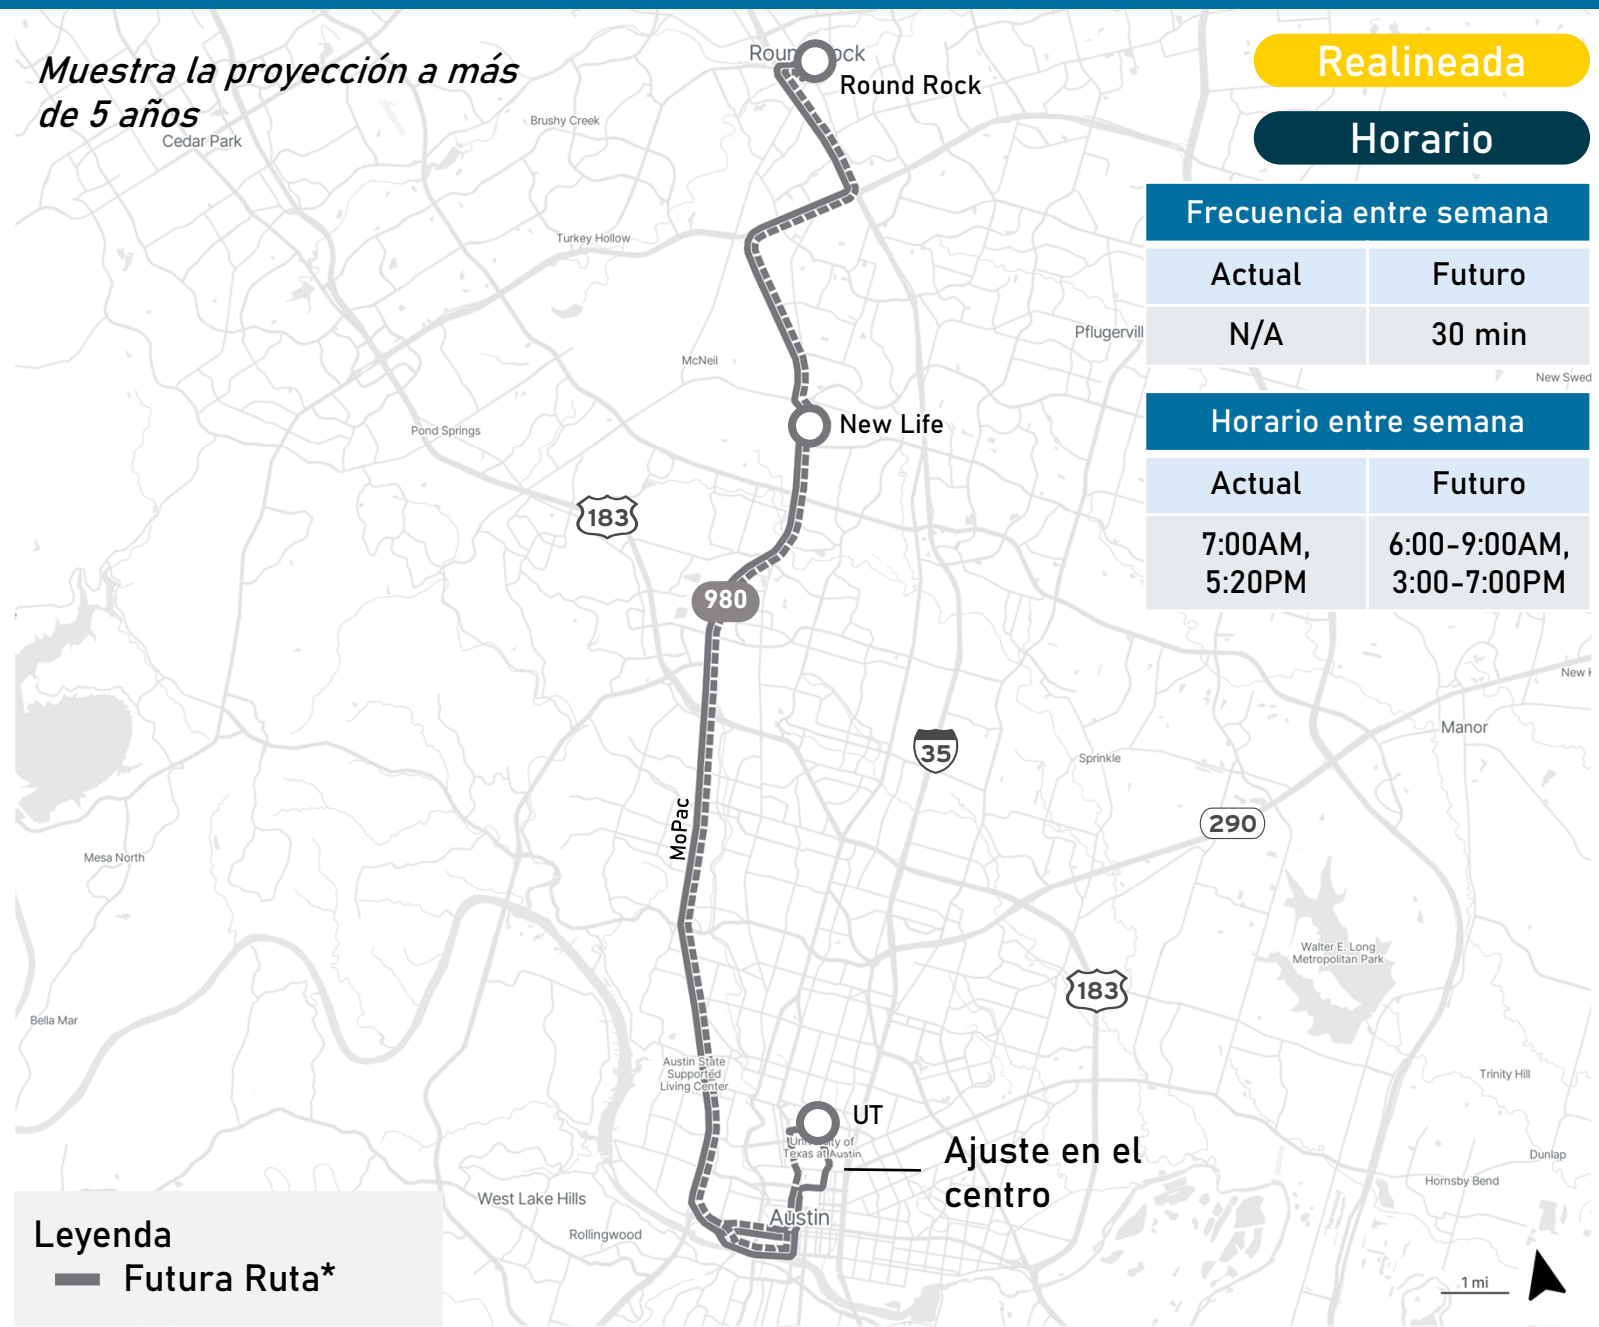 Muestra la proyección a más
de 5 años
Realineada
Horario
Frecuencia entre semana
Actual
Futuro
N/A
30 min
Horario entre semana
Actual
Futuro
7:00AM,
5:20PM
6:00-9:00AM,
3:00-7:00PM
Round Rock
Cedar Park
Brushy Creek
Turkey Hollow
McNeil
Pflugervill
New Swed
New Life
Pond Springs
183
980
35
MoPac
Sprinkle
Manor
New
290
Mesa North
Walter E. Long
Metropolitan Park
183
Bella Mar
Austin State
Supported
Living Center
Trinity Hill
UT
Texas at Austin
Ajuste en el
centro
Dunlap
Hornsby Bend
West Lake Hills
Austin
Rollingwood
Leyenda
Futura Ruta*
1 mi